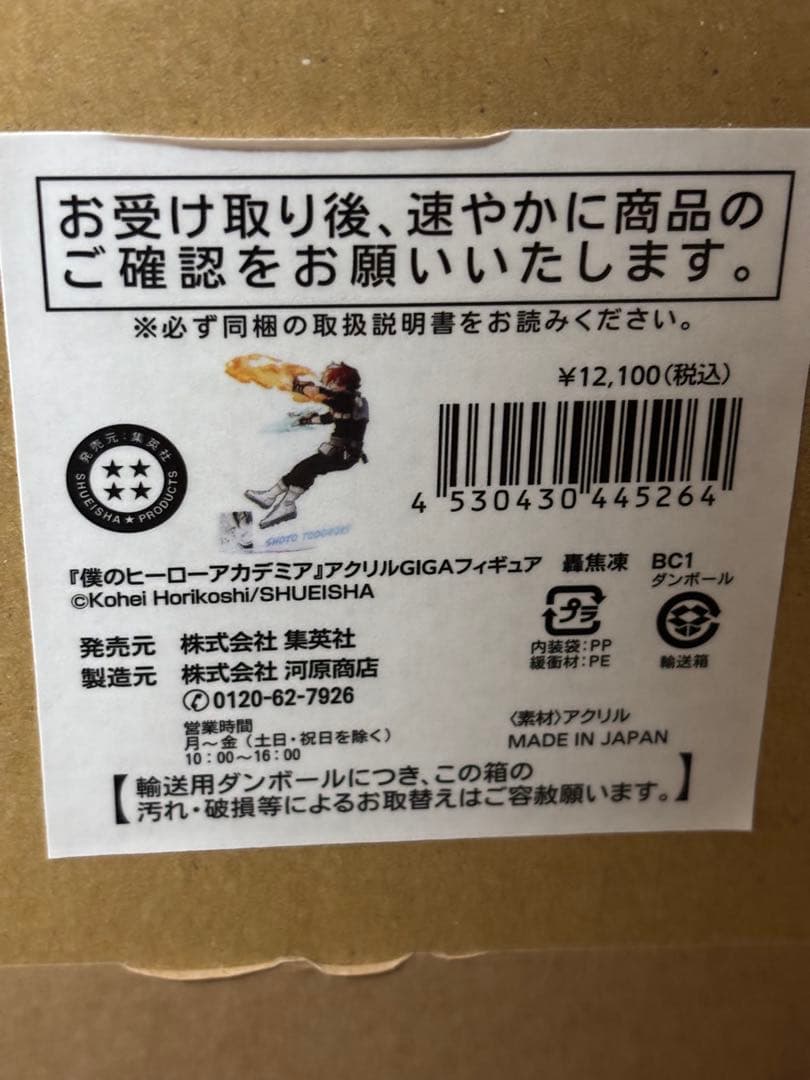 お受け取り後、速やかに商品の
ご確認をお願いいたします。
※必ず同梱の取扱説明書をお読みください。
¥12,100(税込)
発売元:集英社
SHUEISHA★PRODUCTS
SHOTO TODOROKI
4 530430 445264
『僕のヒーローアカデミア』アクリルGIGAフィギュア 轟焦凍 BC1
©Kohei Horikoshi/SHUEISHA
ダンボール
プラ
内装袋:PP
緩衝材:PE
輸送箱
発売元 株式会社 集英社
製造元 株式会社 河原商店
0120-62-7926
営業時間
月～金(土日・祝日を除く)
10:00～16:00
〈素材〉アクリル
MADE IN JAPAN
【輸送用ダンボールにつき、この箱の
汚れ・破損等によるお取替えはご容赦願います。】